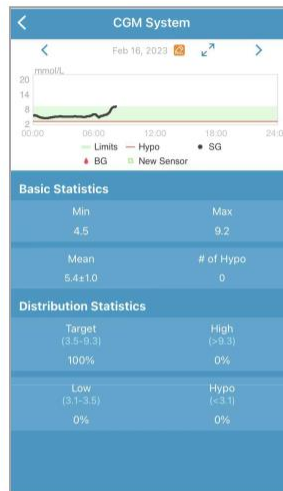 CGM System
Feb 16, 2023
mmol/L
20
14
8
2
00:00 06:00 12:00 18:00 24:0
Limits Hypo SG
BG New Sensor
Basic Statistics
Min Max
4.5 9.2
Mean # of Hypo
5.4±1.0 0
Distribution Statistics
Target High
(3.5-9.3) (>9.3)
100% 0%
Low Hypo
(3.1-3.5) (<3.1)
0% 0%